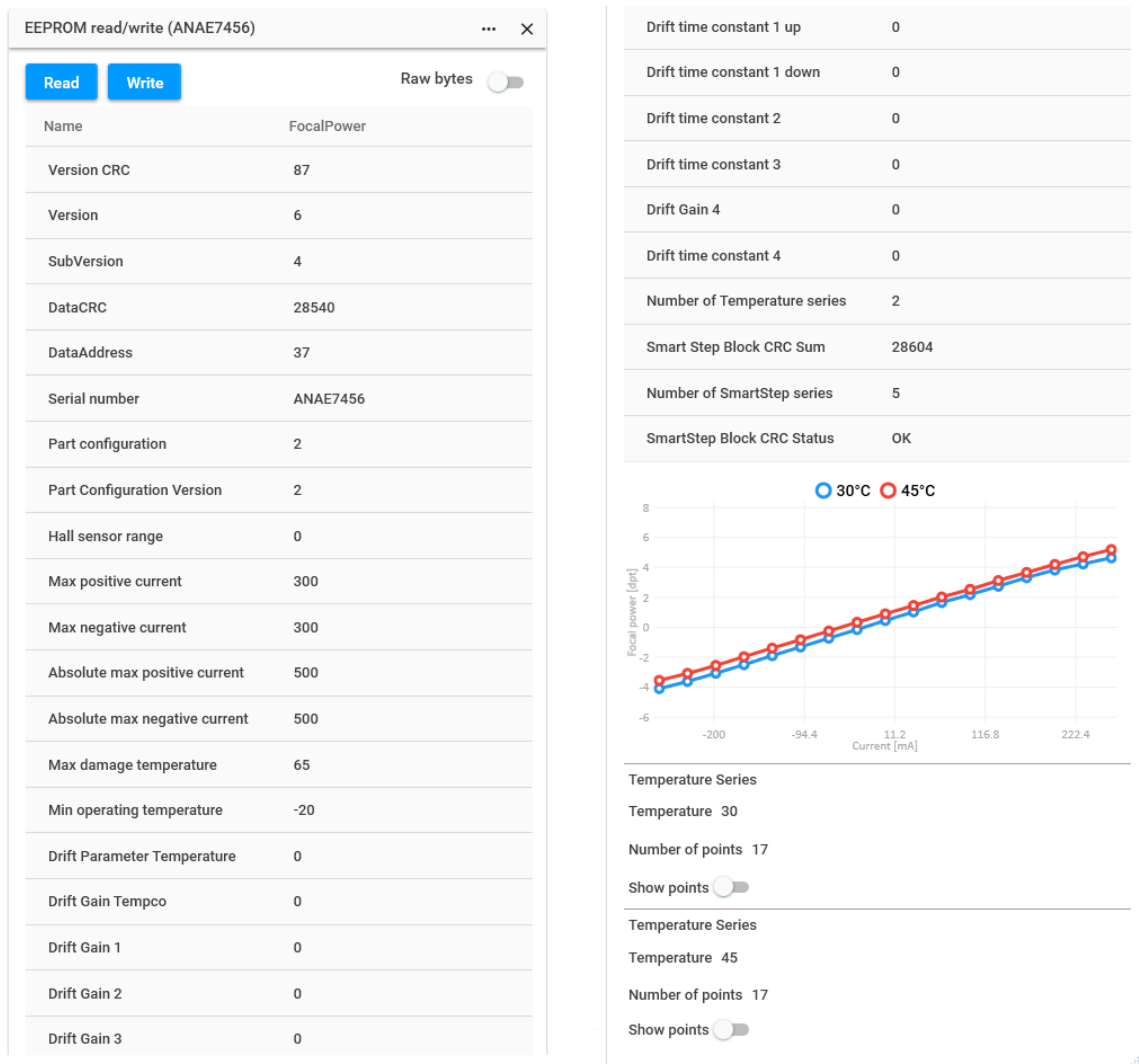 EEPROM read/write (ANAE7456)
Read Write Raw bytes
Name FocalPower
Version CRC 87
Version 6
SubVersion 4
DataCRC 28540
DataAddress 37
Serial number ANAE7456
Part configuration 2
Part Configuration Version 2
Hall sensor range 0
Max positive current 300
Max negative current 300
Absolute max positive current 500
Absolute max negative current 500
Max damage temperature 65
Min operating temperature -20
Drift Parameter Temperature 0
Drift Gain Tempco 0
Drift Gain 1 0
Drift Gain 2 0
Drift Gain 3 0
Drift time constant 1 up 0
Drift time constant 1 down 0
Drift time constant 2 0
Drift time constant 3 0
Drift Gain 4 0
Drift time constant 4 0
Number of Temperature series 2
Smart Step Block CRC Sum 28604
Number of SmartStep series 5
SmartStep Block CRC Status OK
30°C 45°C
8
6
4
2
0
-2
-4
-6
Focal power [dpt]
-200 -94.4 11.2 116.8 222.4
Current [mA]
Temperature Series
Temperature 30
Number of points 17
Show points
Temperature Series
Temperature 45
Number of points 17
Show points